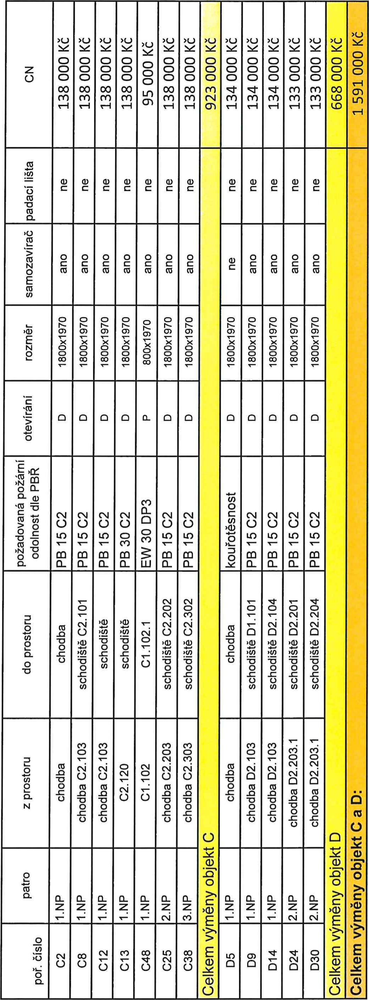 poř. číslo patro z prostoru do prostoru požadovaná požární odolnost dle PBŘ otevírání rozměr samozavírač padací lišta CN
C2 1.NP chodba chodba PB 15 C2 D 1800x1970 ano ne 138 000 Kč
C8 1.NP chodba C2.103 schodiště C2.101 PB 15 C2 D 1800x1970 ano ne 138 000 Kč
C12 1.NP chodba C2.103 schodiště PB 15 C2 D 1800x1970 ano ne 138 000 Kč
C13 1.NP C2.120 schodiště PB 30 C2 D 1800x1970 ano ne 138 000 Kč
C48 1.NP C1.102 C1.102.1 EW 30 DP3 P 800x1970 ano ne 95 000 Kč
C25 2.NP chodba C2.203 schodiště C2.202 PB 15 C2 D 1800x1970 ano ne 138 000 Kč
C38 3.NP chodba C2.303 schodiště C2.302 PB 15 C2 D 1800x1970 ano ne 138 000 Kč
Celkem výměny objekt C 923 000 Kč
D5 1.NP chodba chodba kouřotěsnost D 1800x1970 ne ne 134 000 Kč
D9 1.NP chodba D2.103 schodiště D1.101 PB 15 C2 D 1800x1970 ano ne 134 000 Kč
D14 1.NP chodba D2.103 schodiště D2.104 PB 15 C2 D 1800x1970 ano ne 134 000 Kč
D24 2.NP chodba D2.203.1 schodiště D2.201 PB 15 C2 D 1800x1970 ano ne 133 000 Kč
D30 2.NP chodba D2.203.1 schodiště D2.204 PB 15 C2 D 1800x1970 ano ne 133 000 Kč
Celkem výměny objekt D 668 000 Kč
Celkem výměny objekt C a D: 1 591 000 Kč